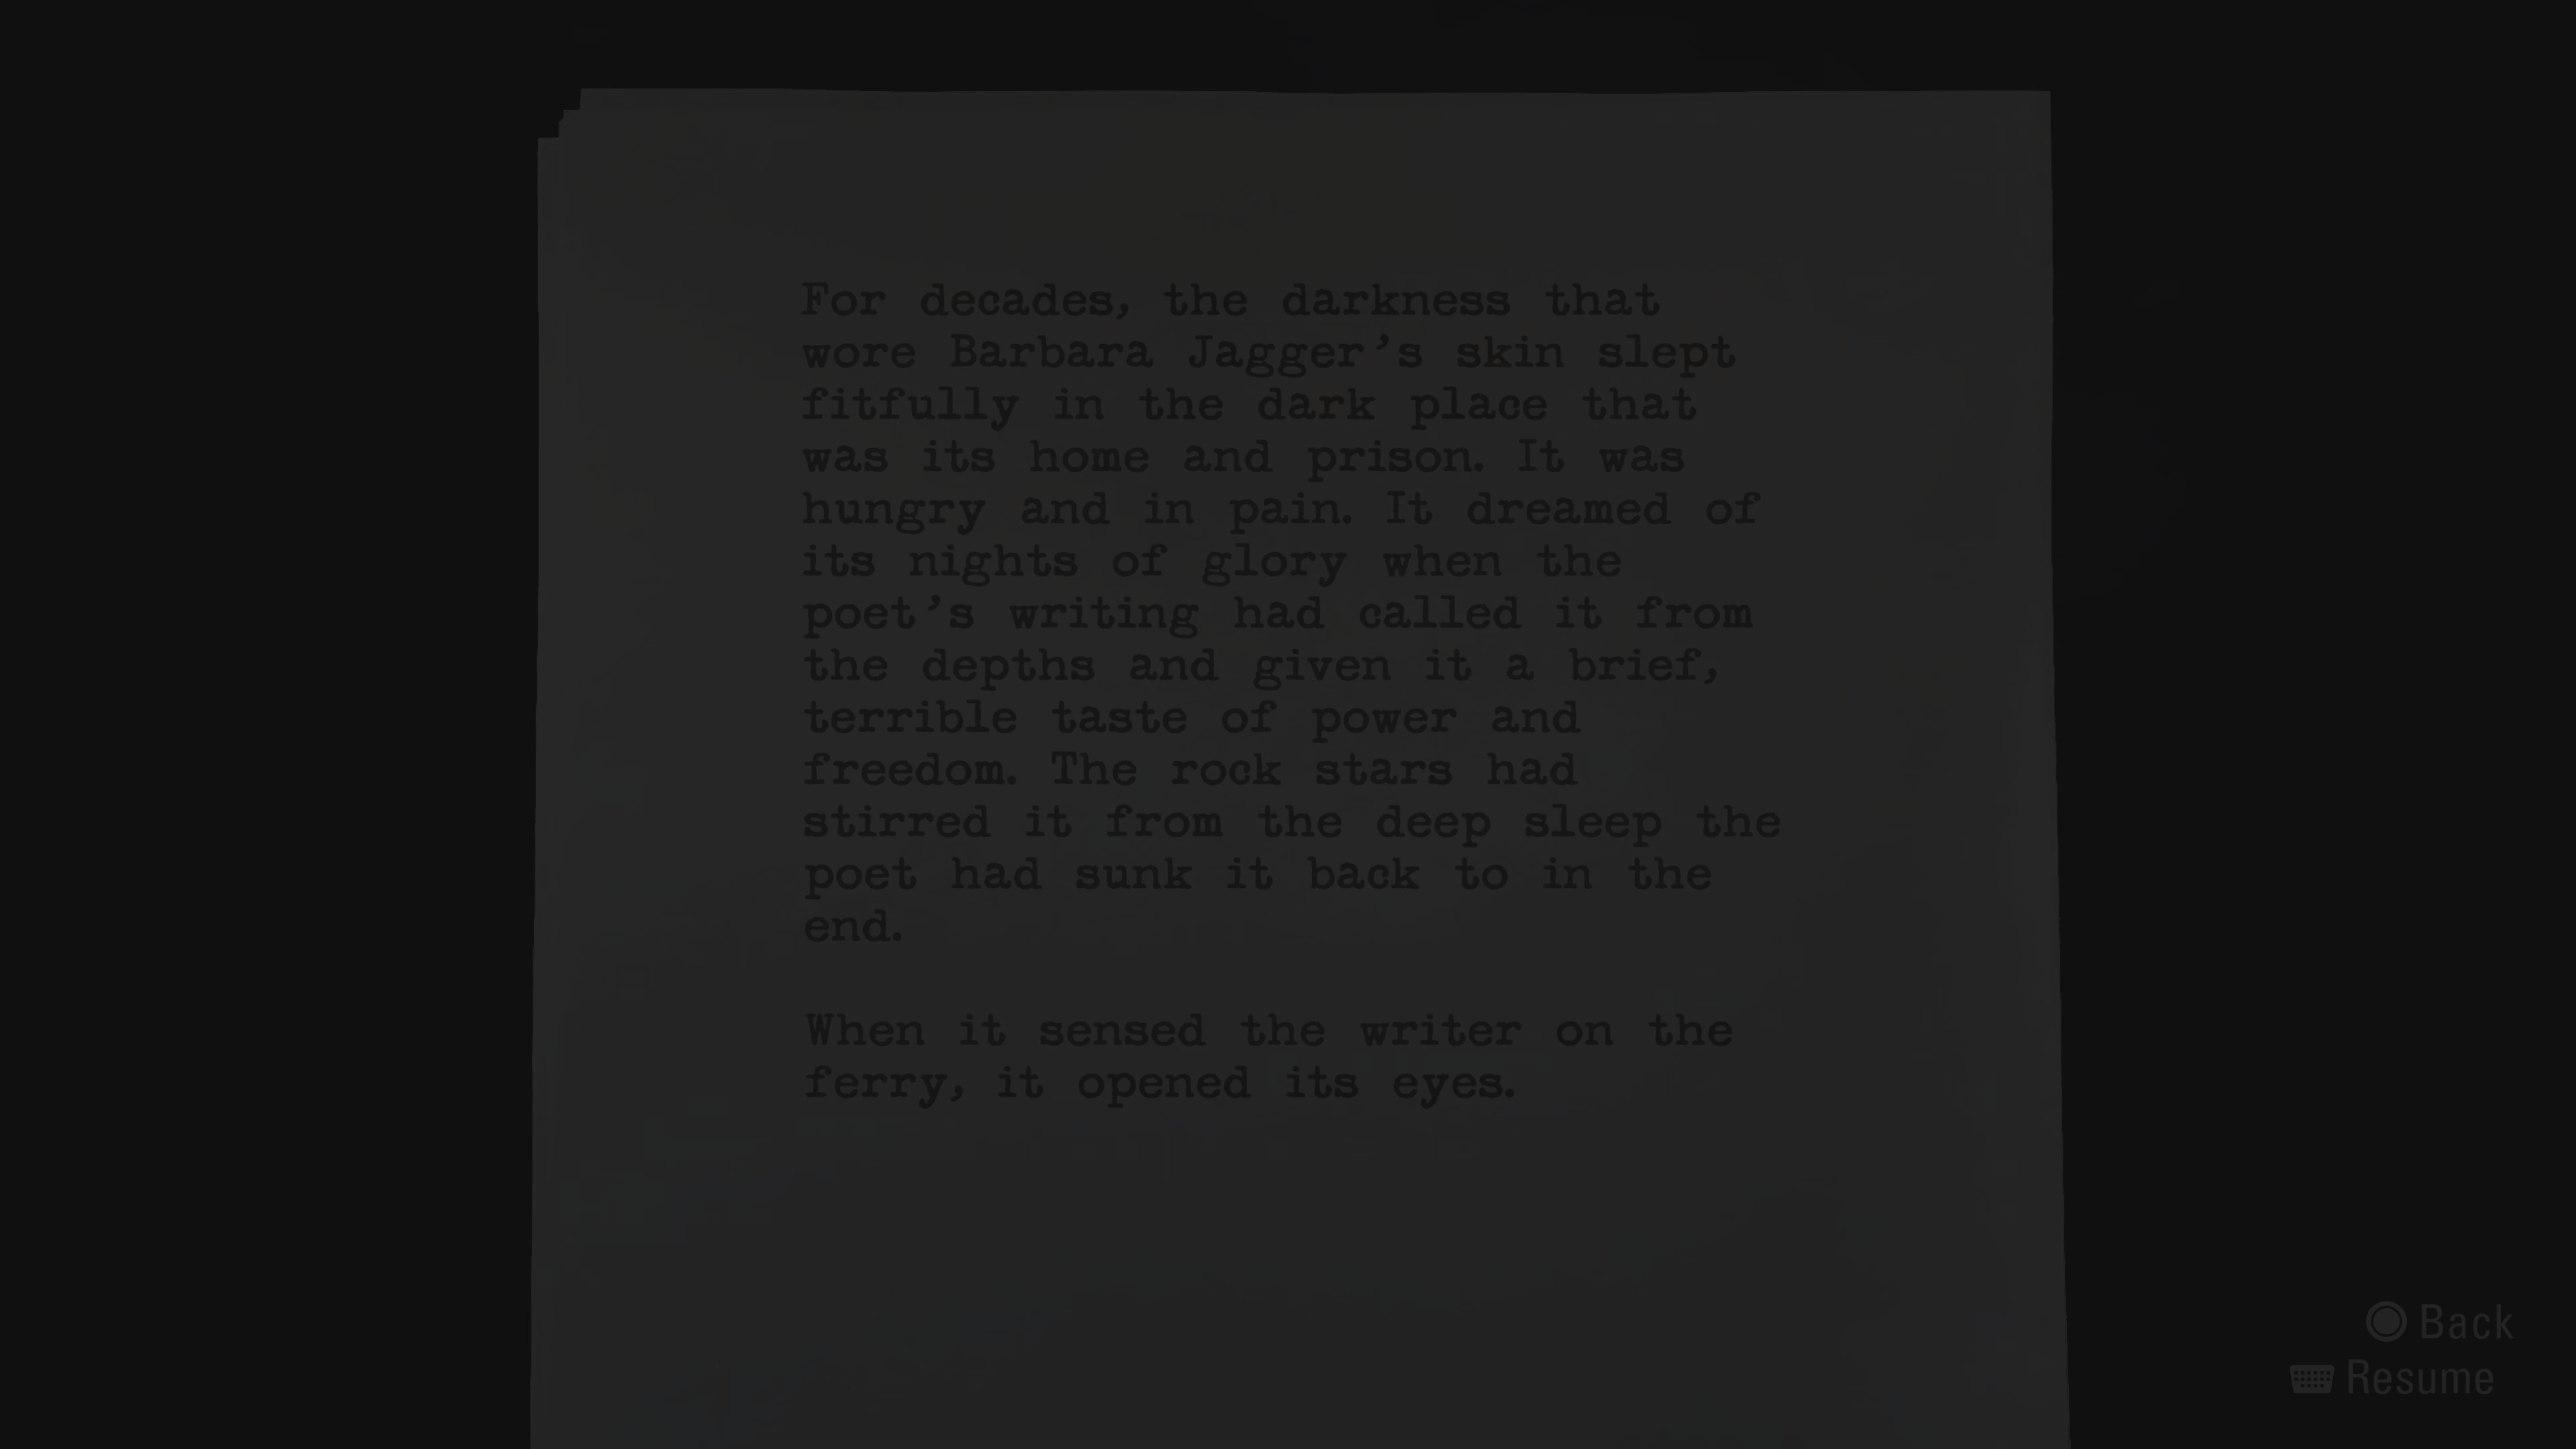 For decades, the darkness that
wore Barbara Jagger’s skin slept
fitfully in the dark place that
was its home and prison. It was
hungry and in pain. It dreamed of
its nights of glory when the
poet’s writing had called it from
the depths and given it a brief,
terrible taste of power and
freedom. The rock stars had
stirred it from the deep sleep the
poet had sunk it back to in the
end.

When it sensed the writer on the
ferry, it opened its eyes.

Back
Resume